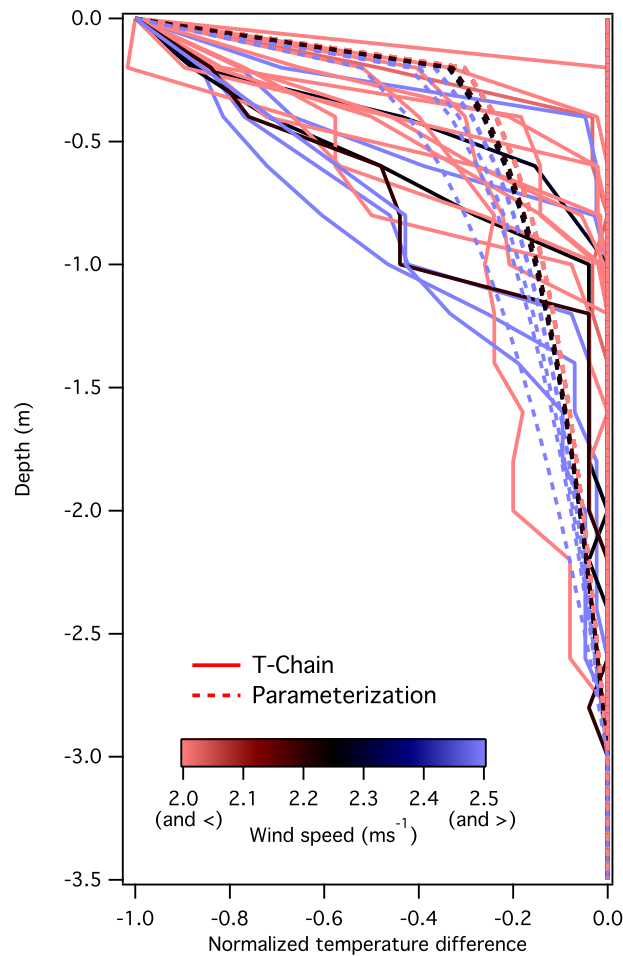 0.0
-0.5
-1.0
-1.5
-2.0
-2.5
-3.0
-3.5
Depth (m)
T-Chain
Parameterization
2.0 2.1 2.2 2.3 2.4 2.5
(and <) (and >)
Wind speed (ms⁻¹)
-1.0 -0.8 -0.6 -0.4 -0.2 0.0
Normalized temperature difference